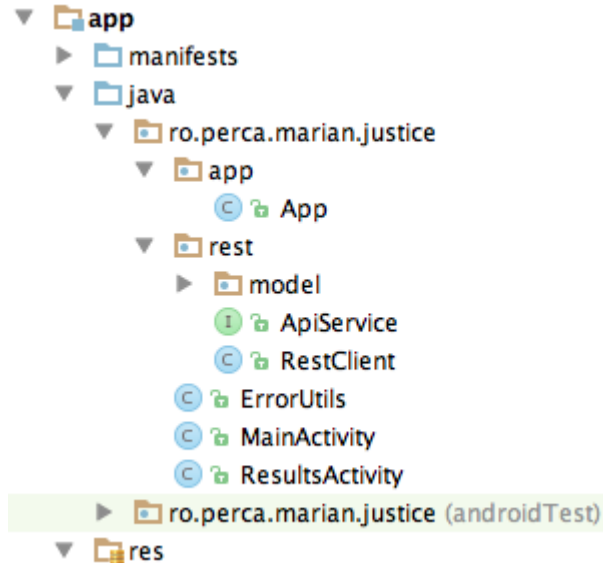 app
manifests
java
ro.perca.marian.justice
app
C App
rest
model
I ApiService
C RestClient
C ErrorUtils
C MainActivity
C ResultsActivity
ro.perca.marian.justice (androidTest)
res